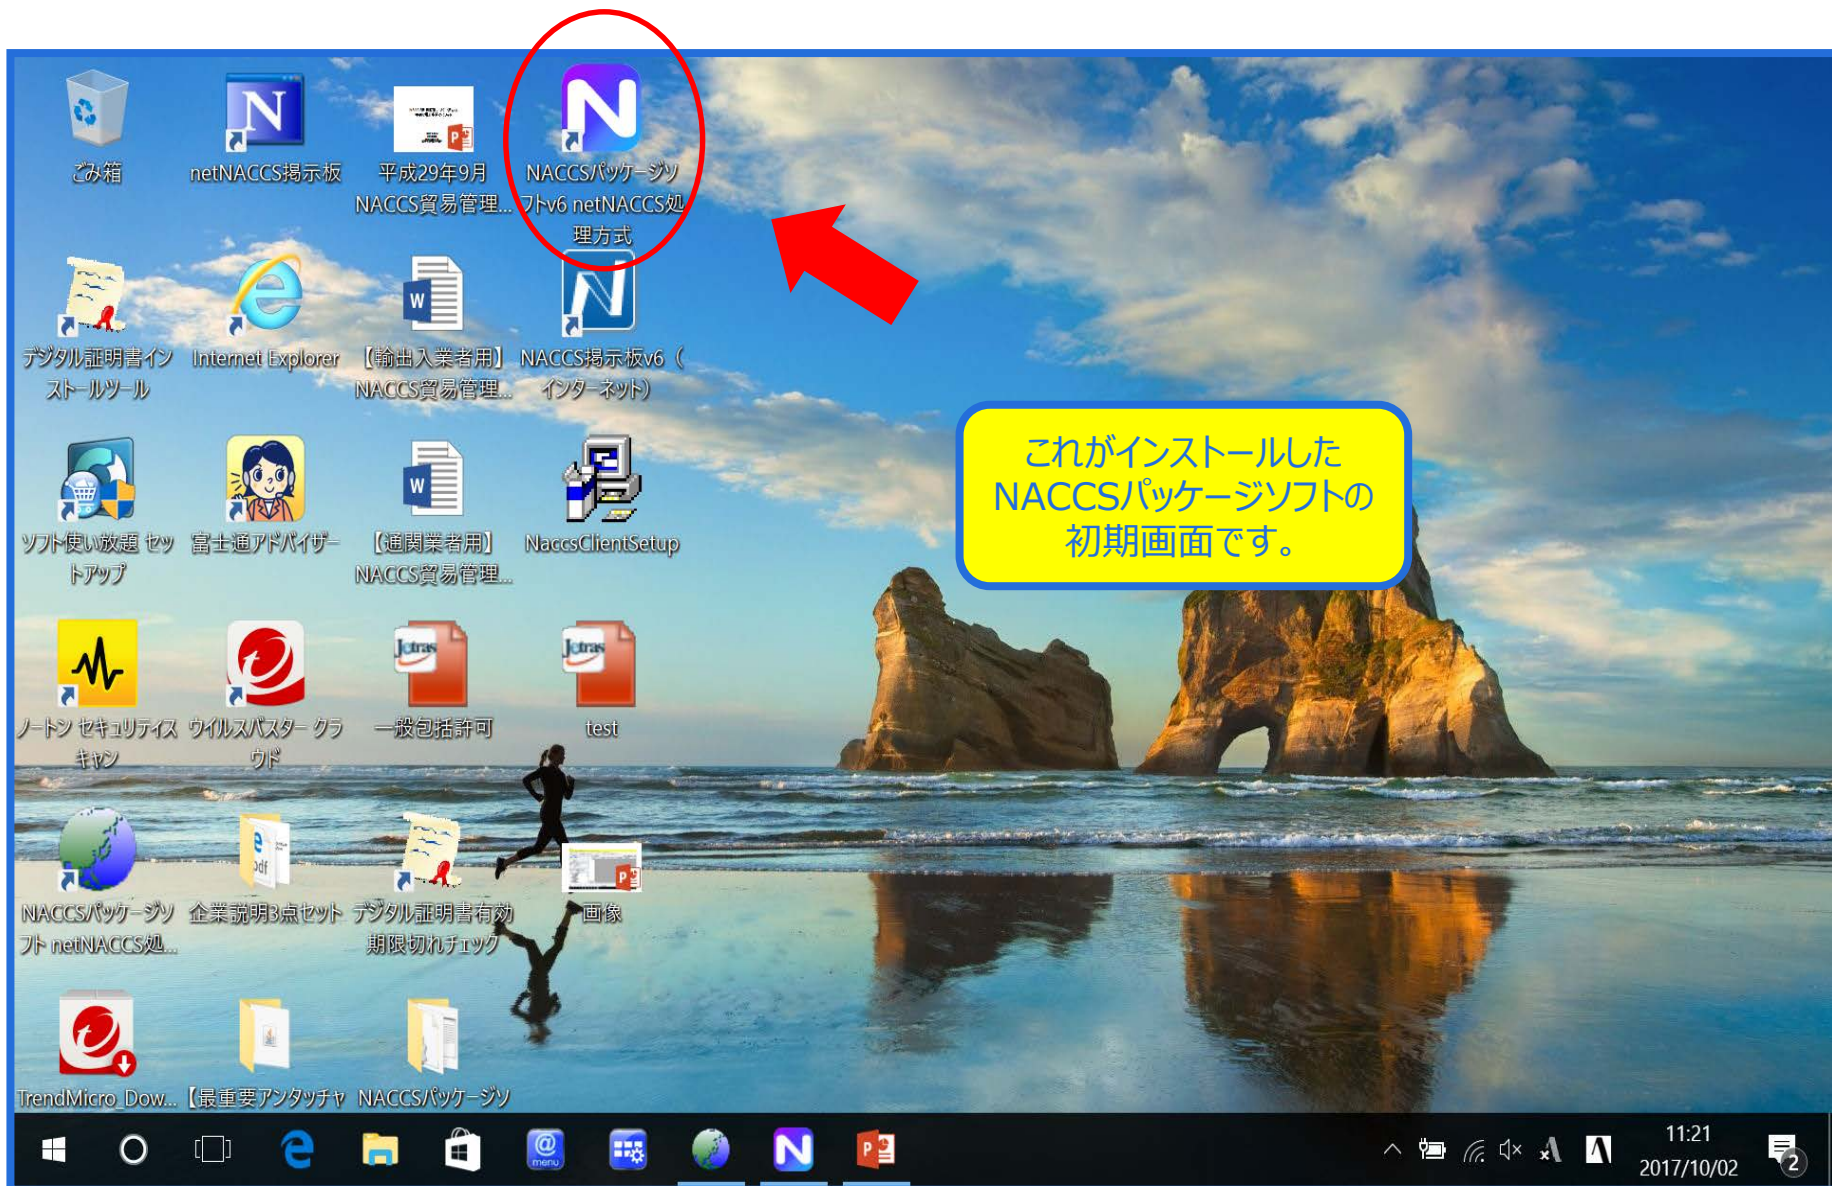 ごみ箱
netNACCS掲示板
平成29年9月
NACCS貿易管理...
NACCSパッケージソ
フトv6 netNACCS処
理方式
デジタル証明書イン
ストールツール
Internet Explorer
【輸出入業者用】
NACCS貿易管理...
NACCS掲示板v6（
インターネット）
これがインストールした
NACCSパッケージソフトの
初期画面です。
ソフト使い放題 セッ
トアップ
富士通アドバイザー
【通関業者用】
NACCS貿易管理...
NaccsClientSetup
Jetras
Jetras
ノートン セキュリティス
キャン
ウイルスバスター クラ
ウド
一般包括許可
test
NACCSパッケージソ
フト netNACCS処...
企業説明3点セット
デジタル証明書有効
期限切れチェック
画像
TrendMicro_Dow...
【最重要アンタッチャ
NACCSパッケージソ
menu
11:21
2017/10/02
2